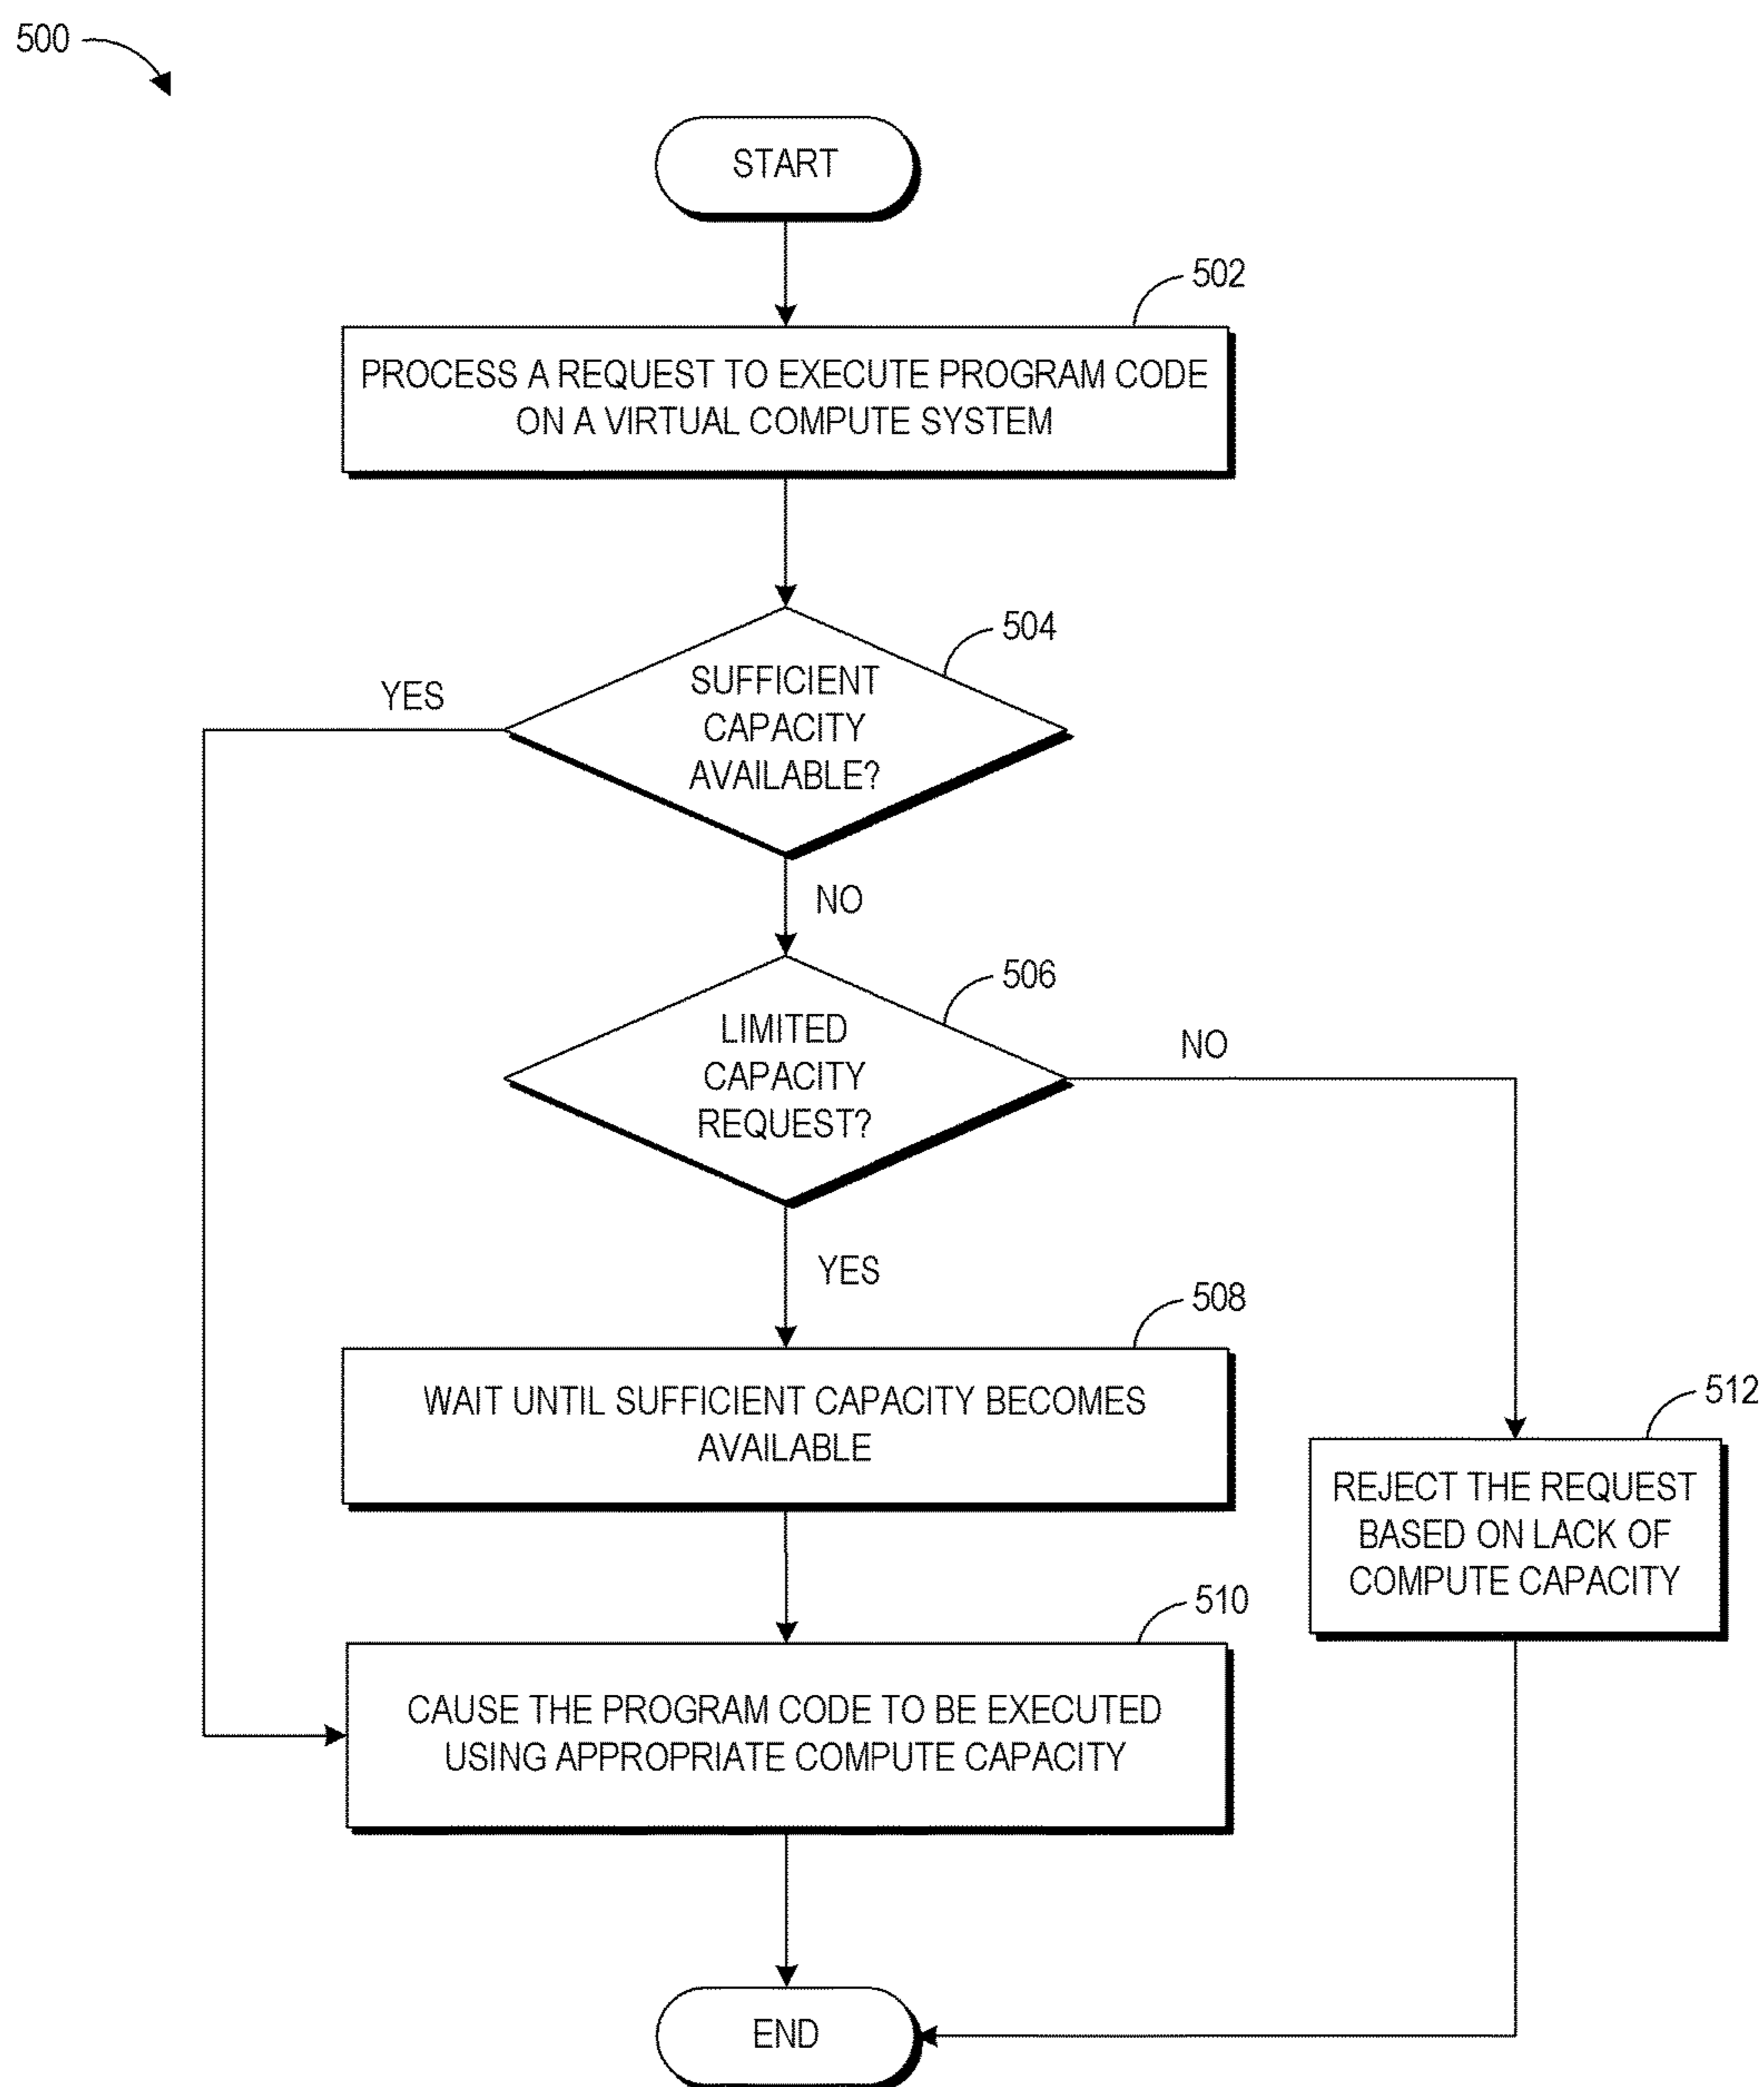 500
START
502
PROCESS A REQUEST TO EXECUTE PROGRAM CODE
ON A VIRTUAL COMPUTE SYSTEM
504
SUFFICIENT
CAPACITY
AVAILABLE?
YES
NO
506
LIMITED
CAPACITY
REQUEST?
NO
YES
508
WAIT UNTIL SUFFICIENT CAPACITY BECOMES
AVAILABLE
512
REJECT THE REQUEST
BASED ON LACK OF
COMPUTE CAPACITY
510
CAUSE THE PROGRAM CODE TO BE EXECUTED
USING APPROPRIATE COMPUTE CAPACITY
END